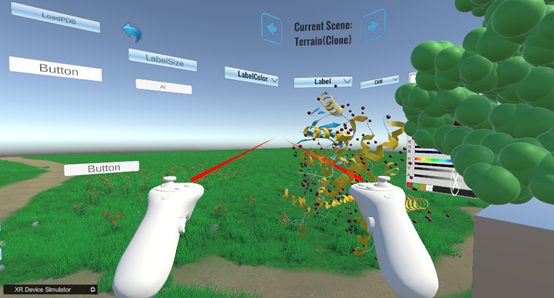 LoadPDB
Current Scene:
Terrain(Clone)
LabelSize
Button
LabelColor
Label
Button
XR Device Simulator